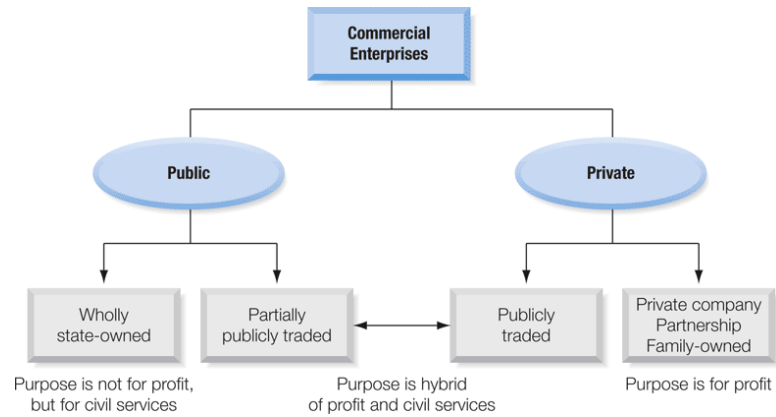 Commercial
Enterprises
Public
Private
Wholly
state-owned
Partially
publicly traded
Publicly
traded
Private company
Partnership
Family-owned
Purpose is not for profit,
but for civil services
Purpose is hybrid
of profit and civil services
Purpose is for profit